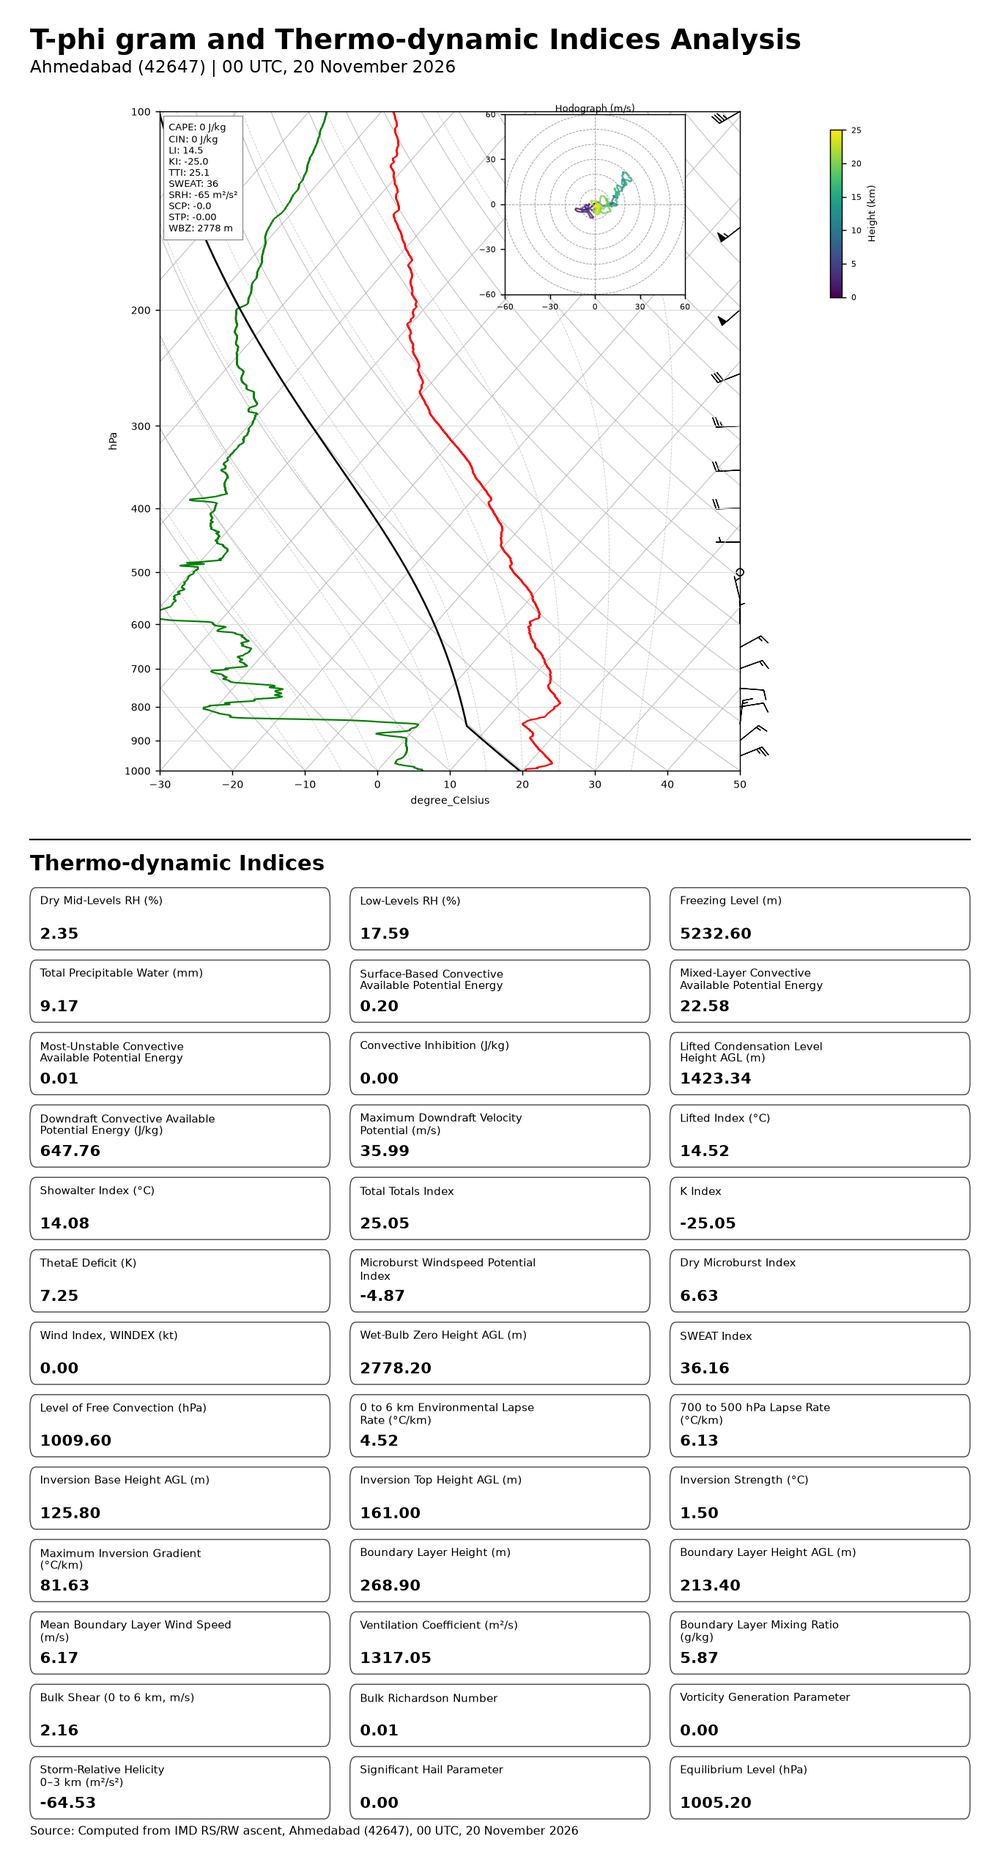 T-phi gram and Thermo-dynamic Indices Analysis
Ahmedabad (42647) | 00 UTC, 20 November 2026
Hodograph (m/s)
CAPE: 0 J/kg
CIN: 0 J/kg
LI: 14.5
KI: -25.0
TTI: 25.1
SWEAT: 36
SRH: -65 m²/s²
SCP: -0.0
STP: -0.00
WBZ: 2778 m
60
30
0
−30
−60
−60 −30 0 30 60
25
20
15
10
5
0
Height (km)
100
200
300
400
500
600
700
800
900
1000
hPa
−30 −20 −10 0 10 20 30 40 50
degree_Celsius
Thermo-dynamic Indices
Dry Mid-Levels RH (%)
2.35
Low-Levels RH (%)
17.59
Freezing Level (m)
5232.60
Total Precipitable Water (mm)
9.17
Surface-Based Convective
Available Potential Energy
0.20
Mixed-Layer Convective
Available Potential Energy
22.58
Most-Unstable Convective
Available Potential Energy
0.01
Convective Inhibition (J/kg)
0.00
Lifted Condensation Level
Height AGL (m)
1423.34
Downdraft Convective Available
Potential Energy (J/kg)
647.76
Maximum Downdraft Velocity
Potential (m/s)
35.99
Lifted Index (°C)
14.52
Showalter Index (°C)
14.08
Total Totals Index
25.05
K Index
-25.05
ThetaE Deficit (K)
7.25
Microburst Windspeed Potential
Index
-4.87
Dry Microburst Index
6.63
Wind Index, WINDEX (kt)
0.00
Wet-Bulb Zero Height AGL (m)
2778.20
SWEAT Index
36.16
Level of Free Convection (hPa)
1009.60
0 to 6 km Environmental Lapse
Rate (°C/km)
4.52
700 to 500 hPa Lapse Rate
(°C/km)
6.13
Inversion Base Height AGL (m)
125.80
Inversion Top Height AGL (m)
161.00
Inversion Strength (°C)
1.50
Maximum Inversion Gradient
(°C/km)
81.63
Boundary Layer Height (m)
268.90
Boundary Layer Height AGL (m)
213.40
Mean Boundary Layer Wind Speed
(m/s)
6.17
Ventilation Coefficient (m²/s)
1317.05
Boundary Layer Mixing Ratio
(g/kg)
5.87
Bulk Shear (0 to 6 km, m/s)
2.16
Bulk Richardson Number
0.01
Vorticity Generation Parameter
0.00
Storm-Relative Helicity
0–3 km (m²/s²)
-64.53
Significant Hail Parameter
0.00
Equilibrium Level (hPa)
1005.20
Source: Computed from IMD RS/RW ascent, Ahmedabad (42647), 00 UTC, 20 November 2026